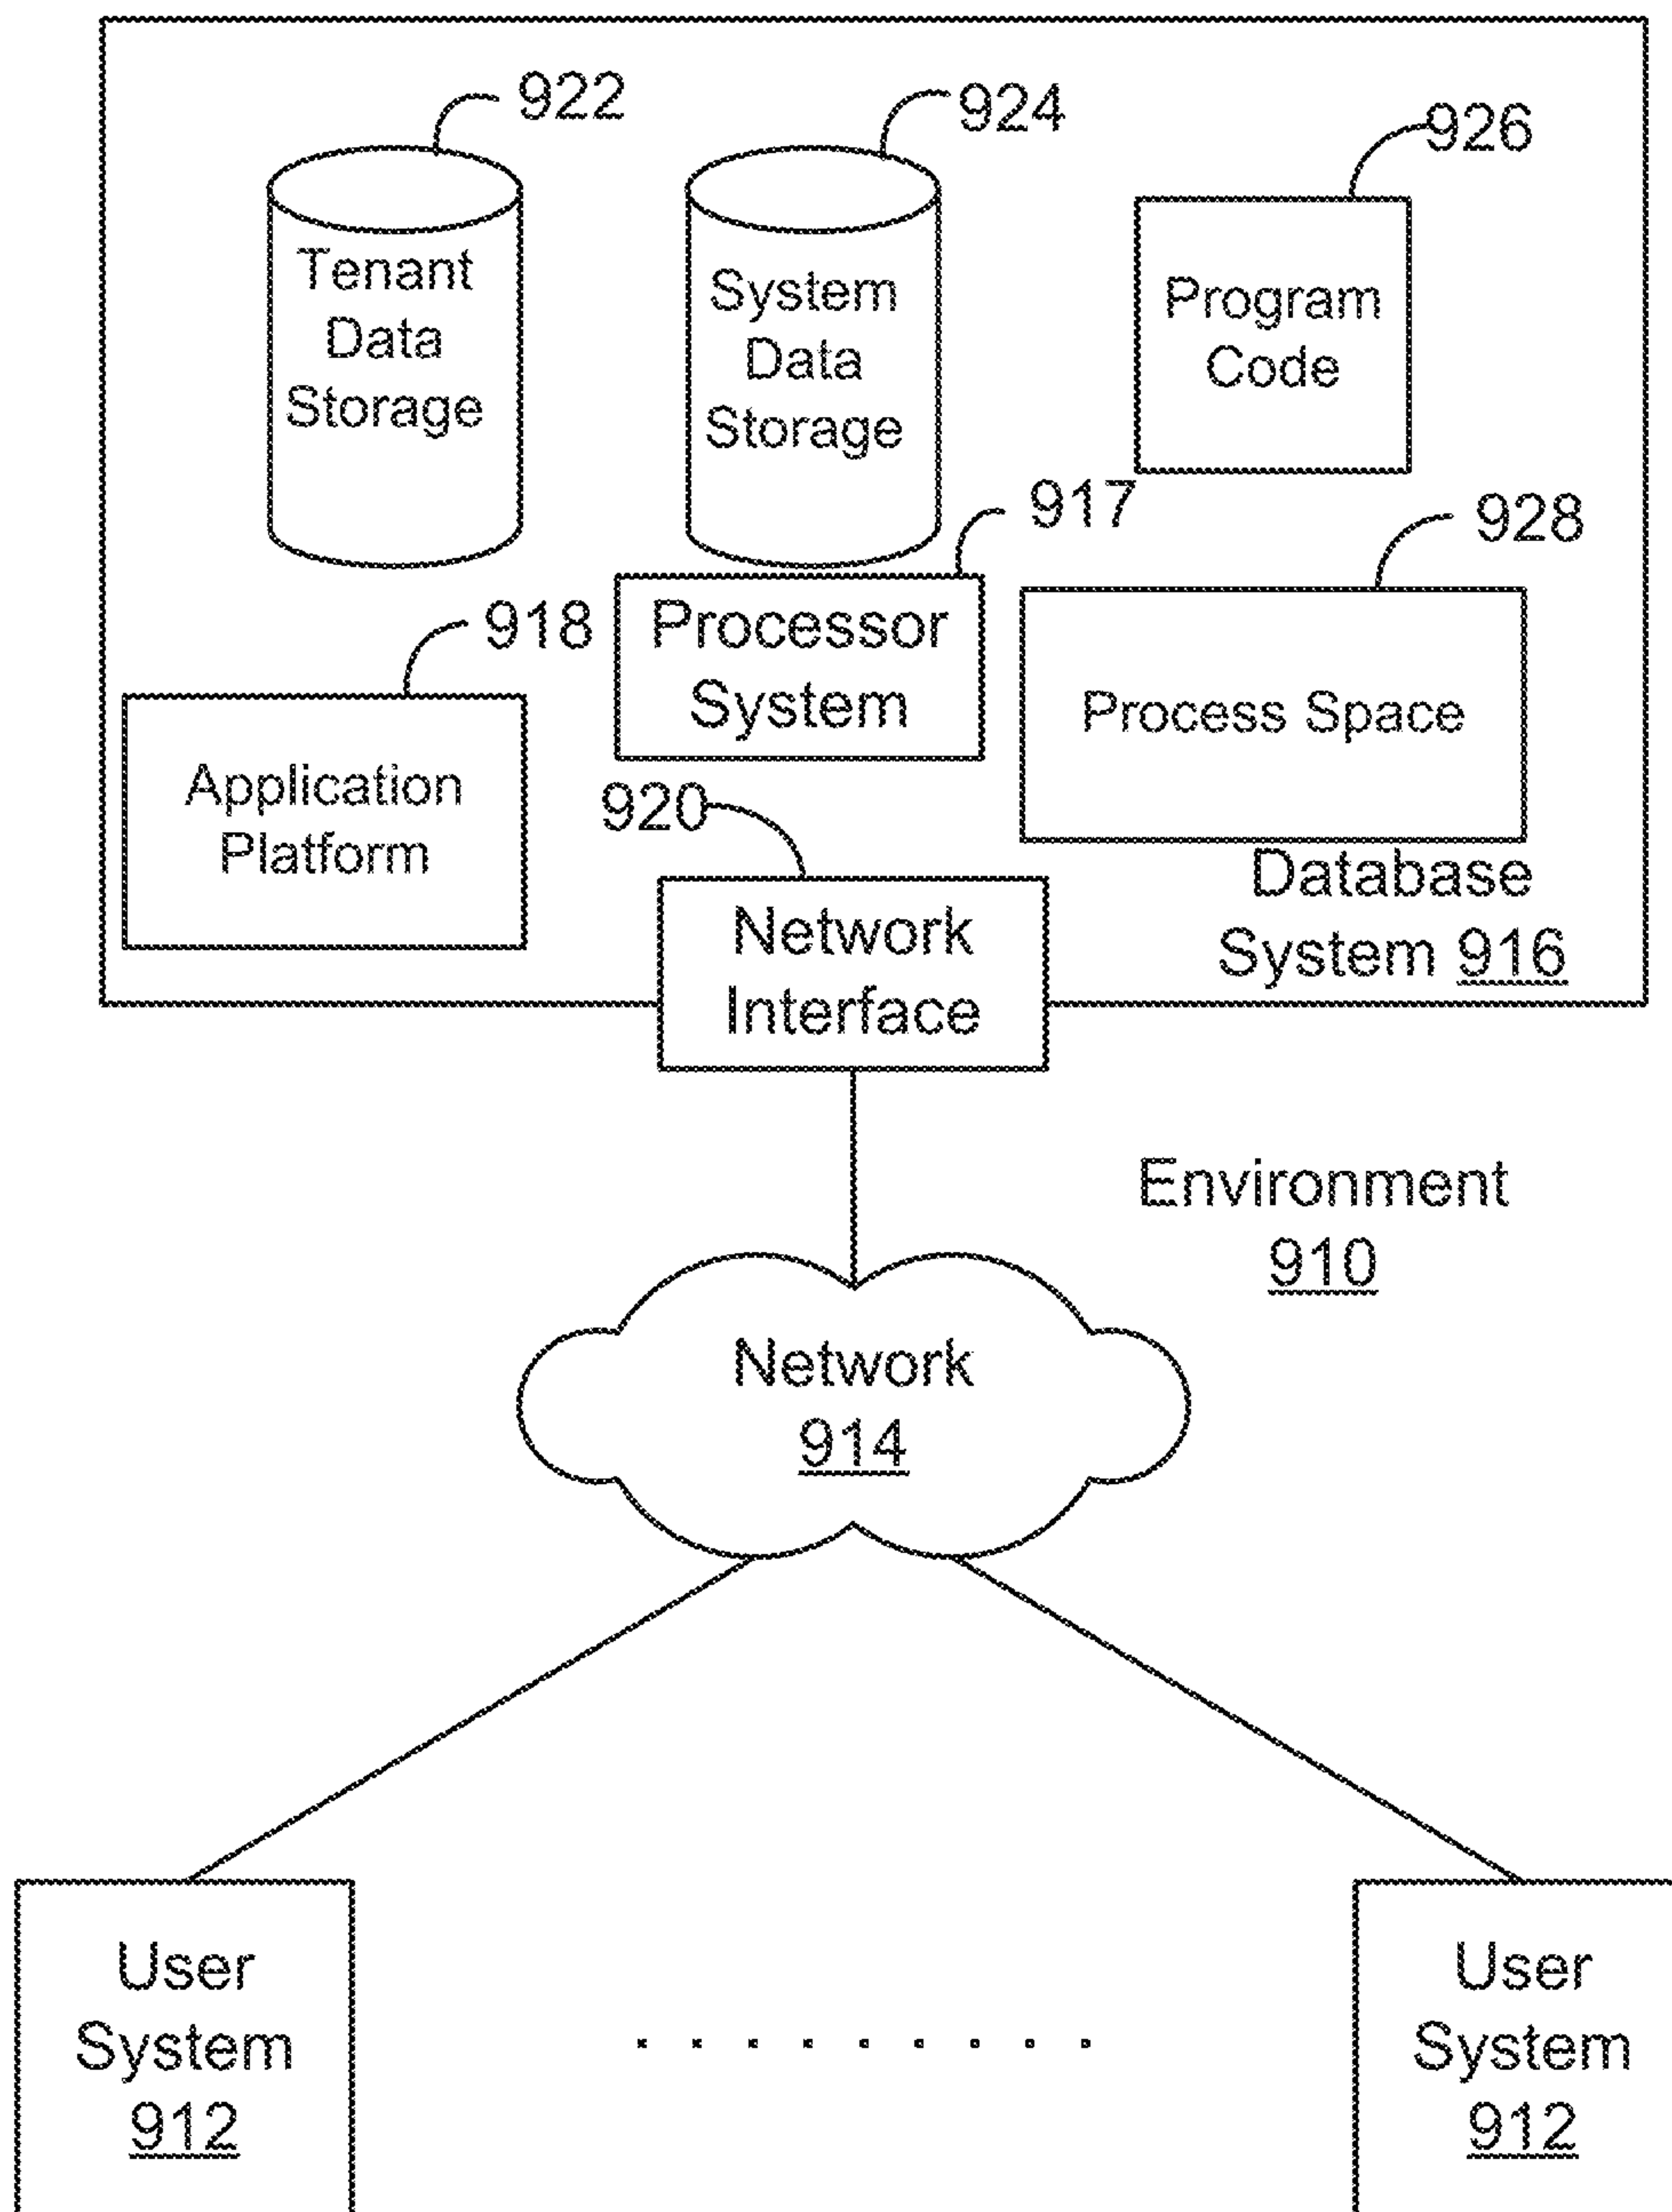 922
924
926
Tenant
Data
Storage
System
Data
Storage
Program
Code
917
928
918
Processor
System
Process Space
Application
Platform
920
Database
System 916
Network
Interface
Environment
910
Network
914
User
System
912
. . . . . . . . .
User
System
912